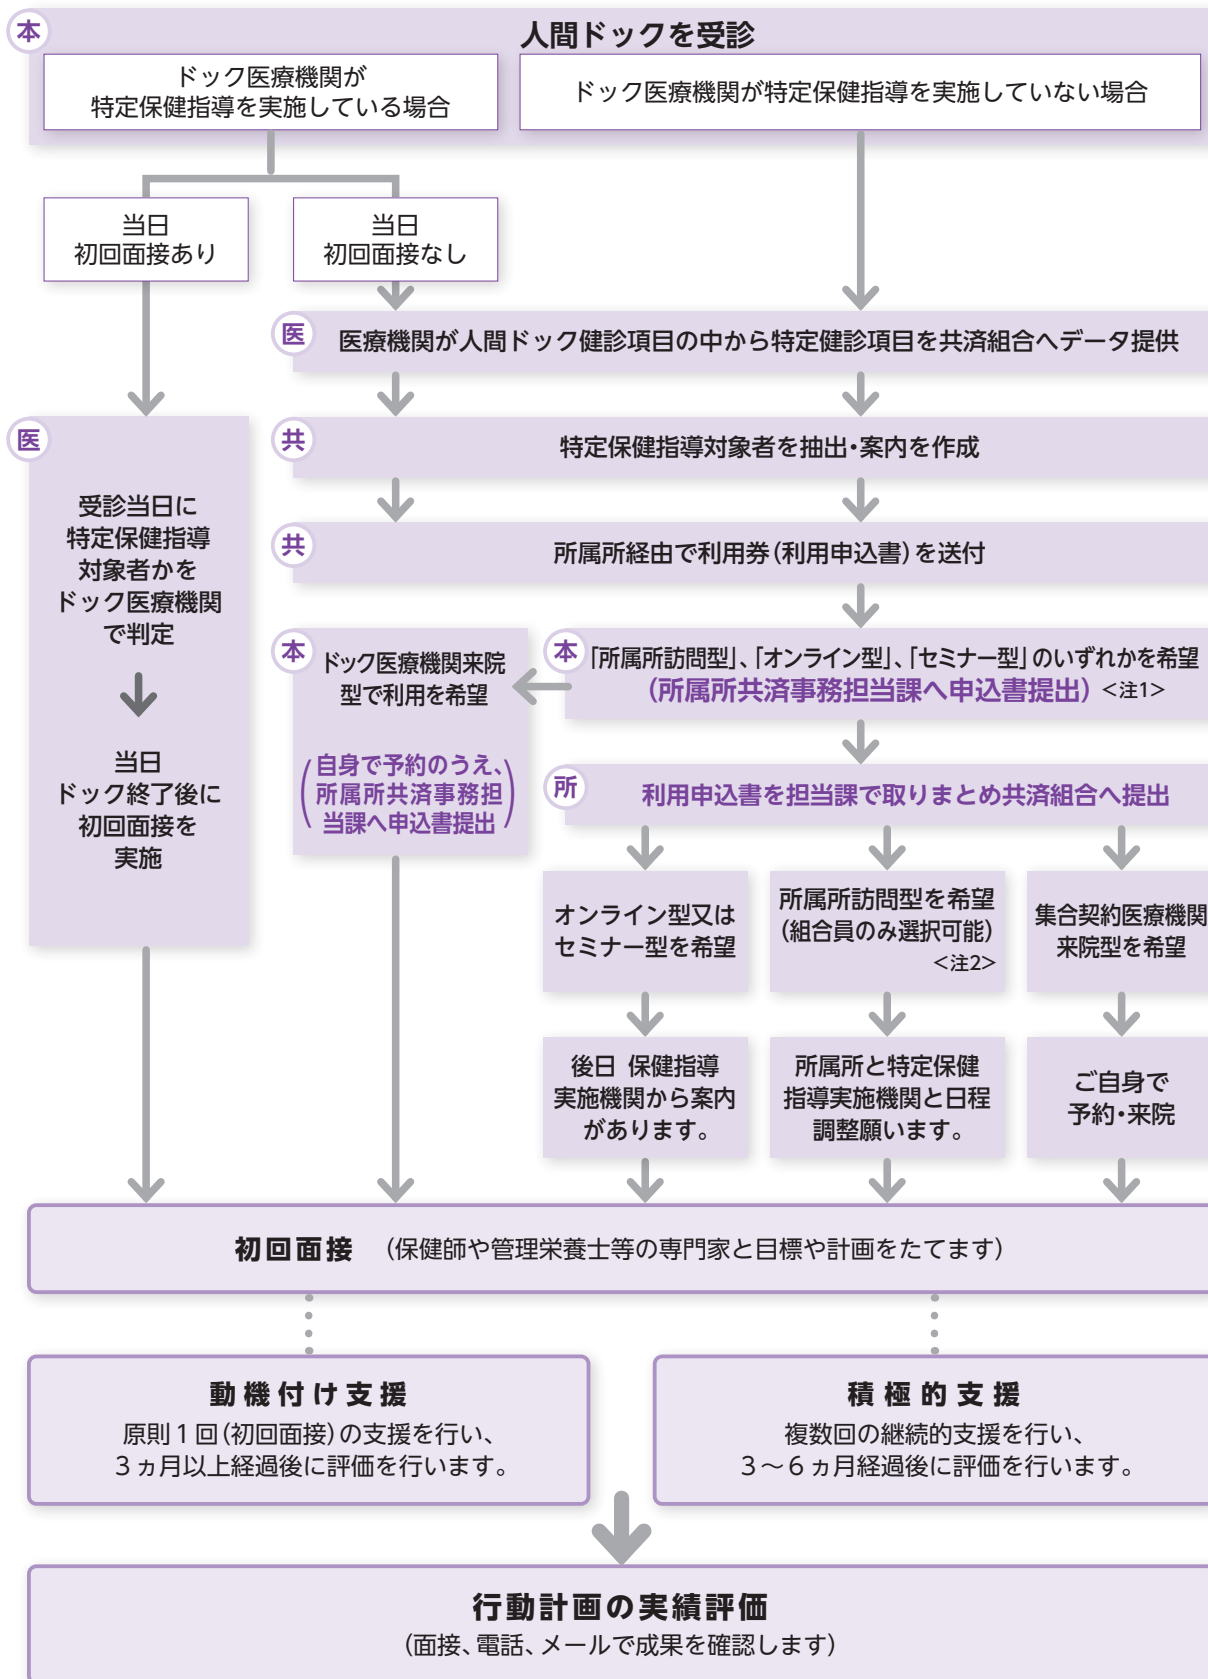 本
人間ドックを受診
ドック医療機関が
特定保健指導を実施している場合
ドック医療機関が特定保健指導を実施していない場合
当日
初回面接あり
当日
初回面接なし
医
医療機関が人間ドック健診項目の中から特定健診項目を共済組合へデータ提供
医
受診当日に
特定保健指導
対象者かを
ドック医療機関
で判定
当日
ドック終了後に
初回面接を
実施
共
特定保健指導対象者を抽出・案内を作成
共
所属所経由で利用券(利用申込書)を送付
本
ドック医療機関来院
型で利用を希望
(自身で予約のうえ、
所属所共済事務担
当課へ申込書提出)
本
「所属所訪問型」、「オンライン型」、「セミナー型」のいずれかを希望
(所属所共済事務担当課へ申込書提出) <注1>
所
利用申込書を担当課で取りまとめ共済組合へ提出
オンライン型又は
セミナー型を希望
所属所訪問型を希望
(組合員のみ選択可能)
<注2>
集合契約医療機関
来院型を希望
後日 保健指導
実施機関から案内
があります。
所属所と特定保健
指導実施機関と日程
調整願います。
ご自身で
予約・来院
初回面接 (保健師や管理栄養士等の専門家と目標や計画をたてます)
動機付け支援
原則1回(初回面接)の支援を行い、
3ヵ月以上経過後に評価を行います。
積極的支援
複数回の継続的支援を行い、
3〜6ヵ月経過後に評価を行います。
行動計画の実績評価
(面接、電話、メールで成果を確認します)